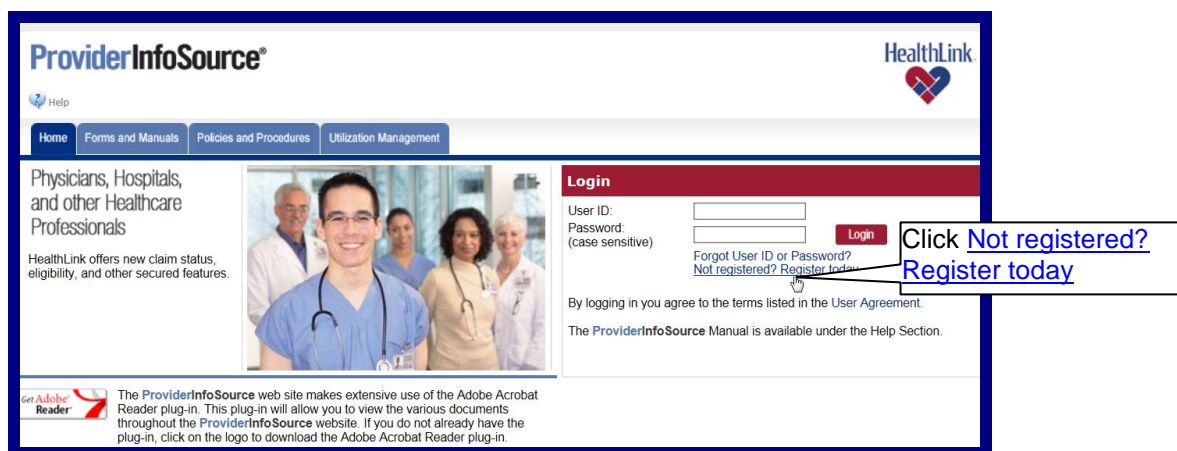 ProviderInfoSource®
HealthLink
Help
Home Forms and Manuals Policies and Procedures Utilization Management
Physicians, Hospitals,
and other Healthcare
Professionals
HealthLink offers new claim status,
eligibility, and other secured features.
Login
User ID:
Password:
(case sensitive)
Login
Forgot User ID or Password?
Not registered? Register today
By logging in you agree to the terms listed in the User Agreement.
The ProviderInfoSource Manual is available under the Help Section.
Click Not registered?
Register today
Get Adobe®
Reader®
The ProviderInfoSource web site makes extensive use of the Adobe Acrobat
Reader plug-in. This plug-in will allow you to view the various documents
throughout the ProviderInfoSource website. If you do not already have the
plug-in, click on the logo to download the Adobe Acrobat Reader plug-in.